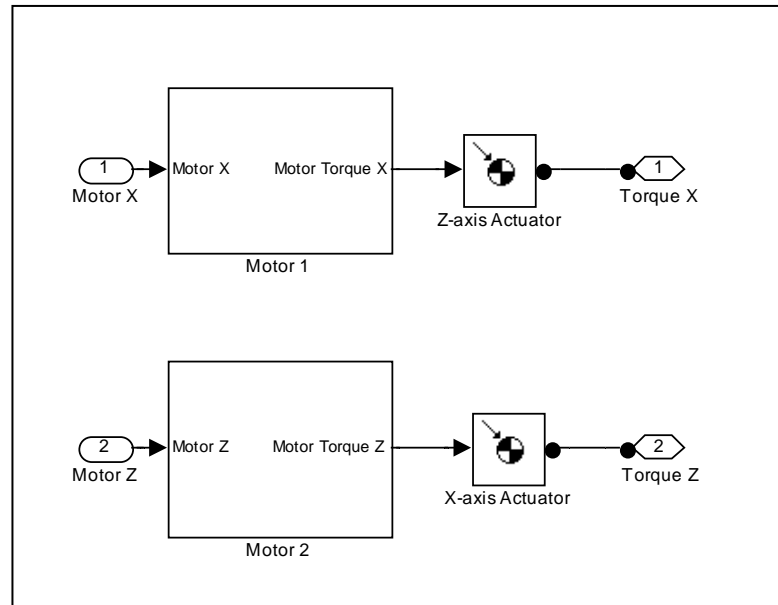 1
Motor X
Motor X
Motor Torque X
Motor 1
Z-axis Actuator
1
Torque X
2
Motor Z
Motor Z
Motor Torque Z
Motor 2
X-axis Actuator
2
Torque Z